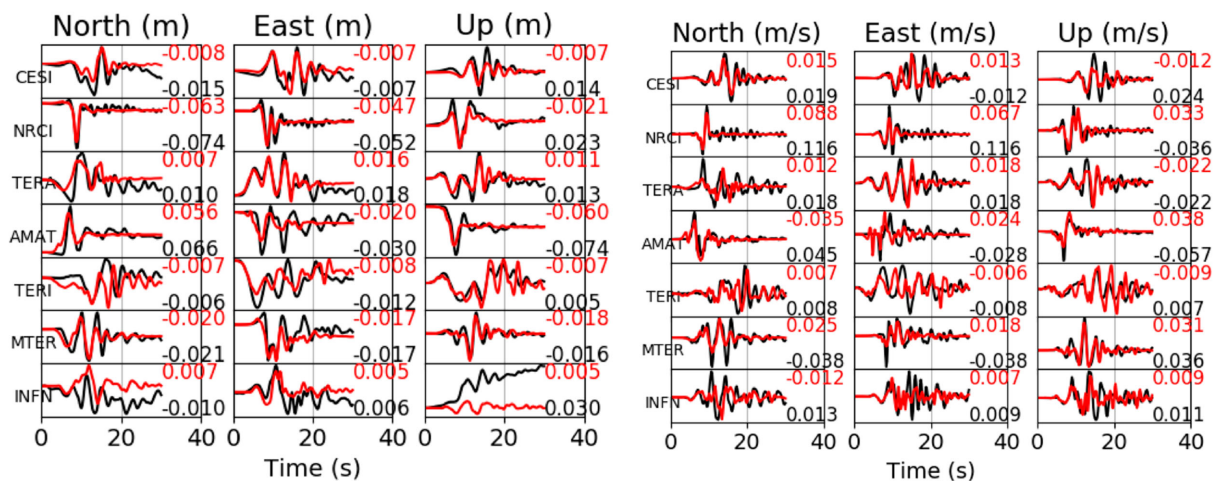 North (m) East (m) Up (m) North (m/s) East (m/s) Up (m/s)
-0.008 -0.007 -0.007 0.015 0.013 -0.012
CESI CESI
-0.015 -0.007 0.014 0.019 -0.012 0.024
-0.063 -0.047 -0.021 0.088 0.067 0.033
NRCI NRCI
-0.074 -0.052 0.023 0.116 0.116 -0.036
0.007 0.016 0.011 0.012 0.018 -0.022
TERA TERA
0.010 0.018 0.013 0.018 0.018 -0.022
0.056 -0.020 -0.060 -0.035 0.024 0.038
AMAT AMAT
0.066 -0.030 -0.074 0.045 -0.028 -0.057
-0.007 -0.008 -0.007 0.007 -0.006 -0.009
TERI TERI
-0.006 -0.012 0.005 0.008 -0.008 0.007
-0.020 -0.017 -0.018 0.025 0.018 0.031
MTER MTER
-0.021 -0.017 -0.016 -0.038 -0.038 0.036
0.007 0.005 0.005 -0.012 0.007 0.009
INFN INFN
-0.010 0.006 0.030 0.013 0.009 0.011
0 20 40 0 20 40 0 20 40 0 20 40 0 20 40 0 20 40
Time (s) Time (s)